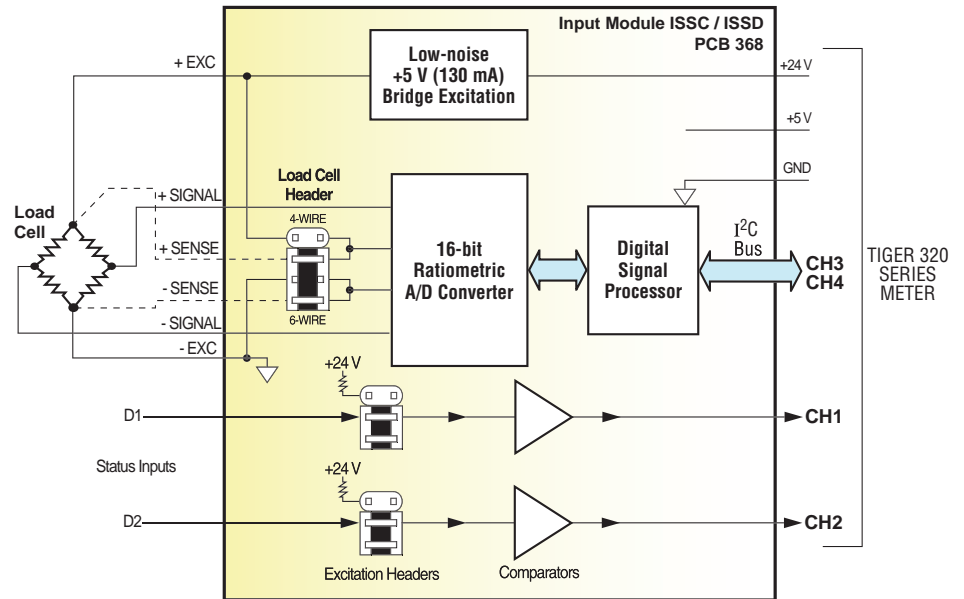 Input Module ISSC / ISSD
PCB 368
Low-noise
+5 V (130 mA)
Bridge Excitation
+ EXC
+24 V
+5 V
GND
Load Cell
Header
4-WIRE
6-WIRE
+ SIGNAL
+ SENSE
- SENSE
- SIGNAL
- EXC
Load
Cell
16-bit
Ratiometric
A/D Converter
Digital
Signal
Processor
I²C
Bus
CH3
CH4
TIGER 320
SERIES
METER
+24 V
D1
CH1
Status Inputs
+24 V
D2
CH2
Excitation Headers
Comparators